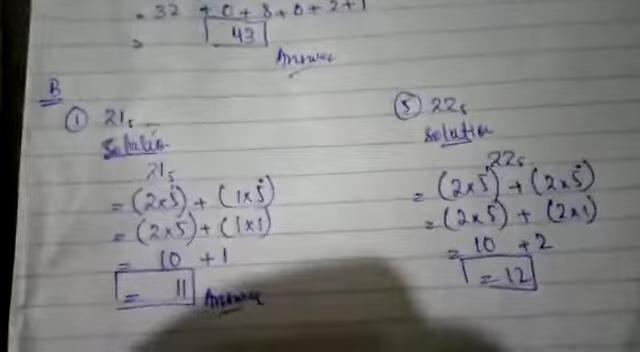 = 32 + 0 + 8 + 0 + 2 + 1
= 43
Answer
B
① 21₅
Solution
21₅
= (2×5¹) + (1×5⁰)
= (2×5) + (1×1)
= 10 + 1
= 11 Answer
⑤ 22₅
Solution
22₅
= (2×5¹) + (2×5⁰)
= (2×5) + (2×1)
= 10 + 2
= 12